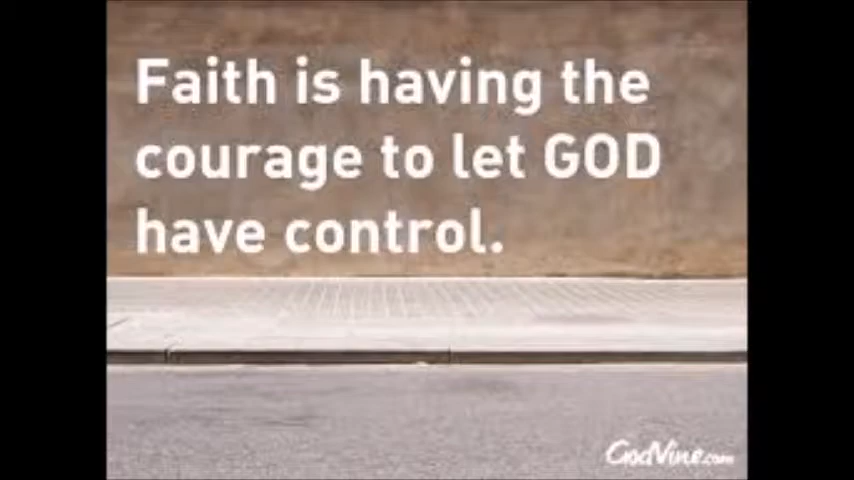 Faith is having the
courage to let GOD
have control.
GodVine.com